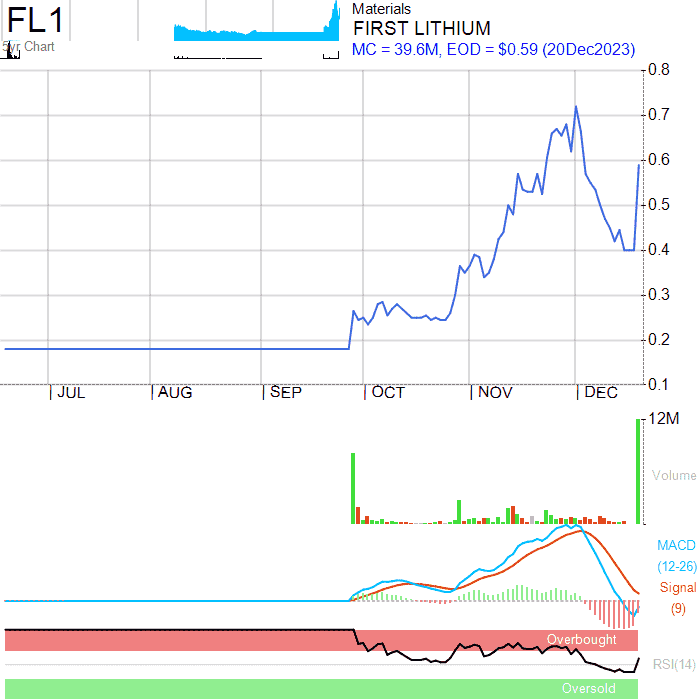 FL1
5yr Chart
Materials
FIRST LITHIUM
MC = 39.6M, EOD = $0.59 (20Dec2023)
0.8
0.7
0.6
0.5
0.4
0.3
0.2
0.1
JUL AUG SEP OCT NOV DEC
12M
Volume
MACD
(12-26)
Signal
(9)
Overbought
RSI(14)
Oversold